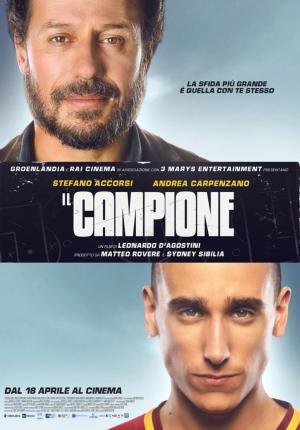 LA SFIDA PIÙ GRANDE
È QUELLA CON TE STESSO
GROENLANDIA E RAI CINEMA IN ASSOCIAZIONE CON 3 MARYS ENTERTAINMENT PRESENTANO
STEFANO ACCORSI ANDREA CARPENZANO
IL CAMPIONE
UN FILM DI LEONARDO D'AGOSTINI
PRODOTTO DA MATTEO ROVERE E SYDNEY SIBILIA
DAL 18 APRILE AL CINEMA